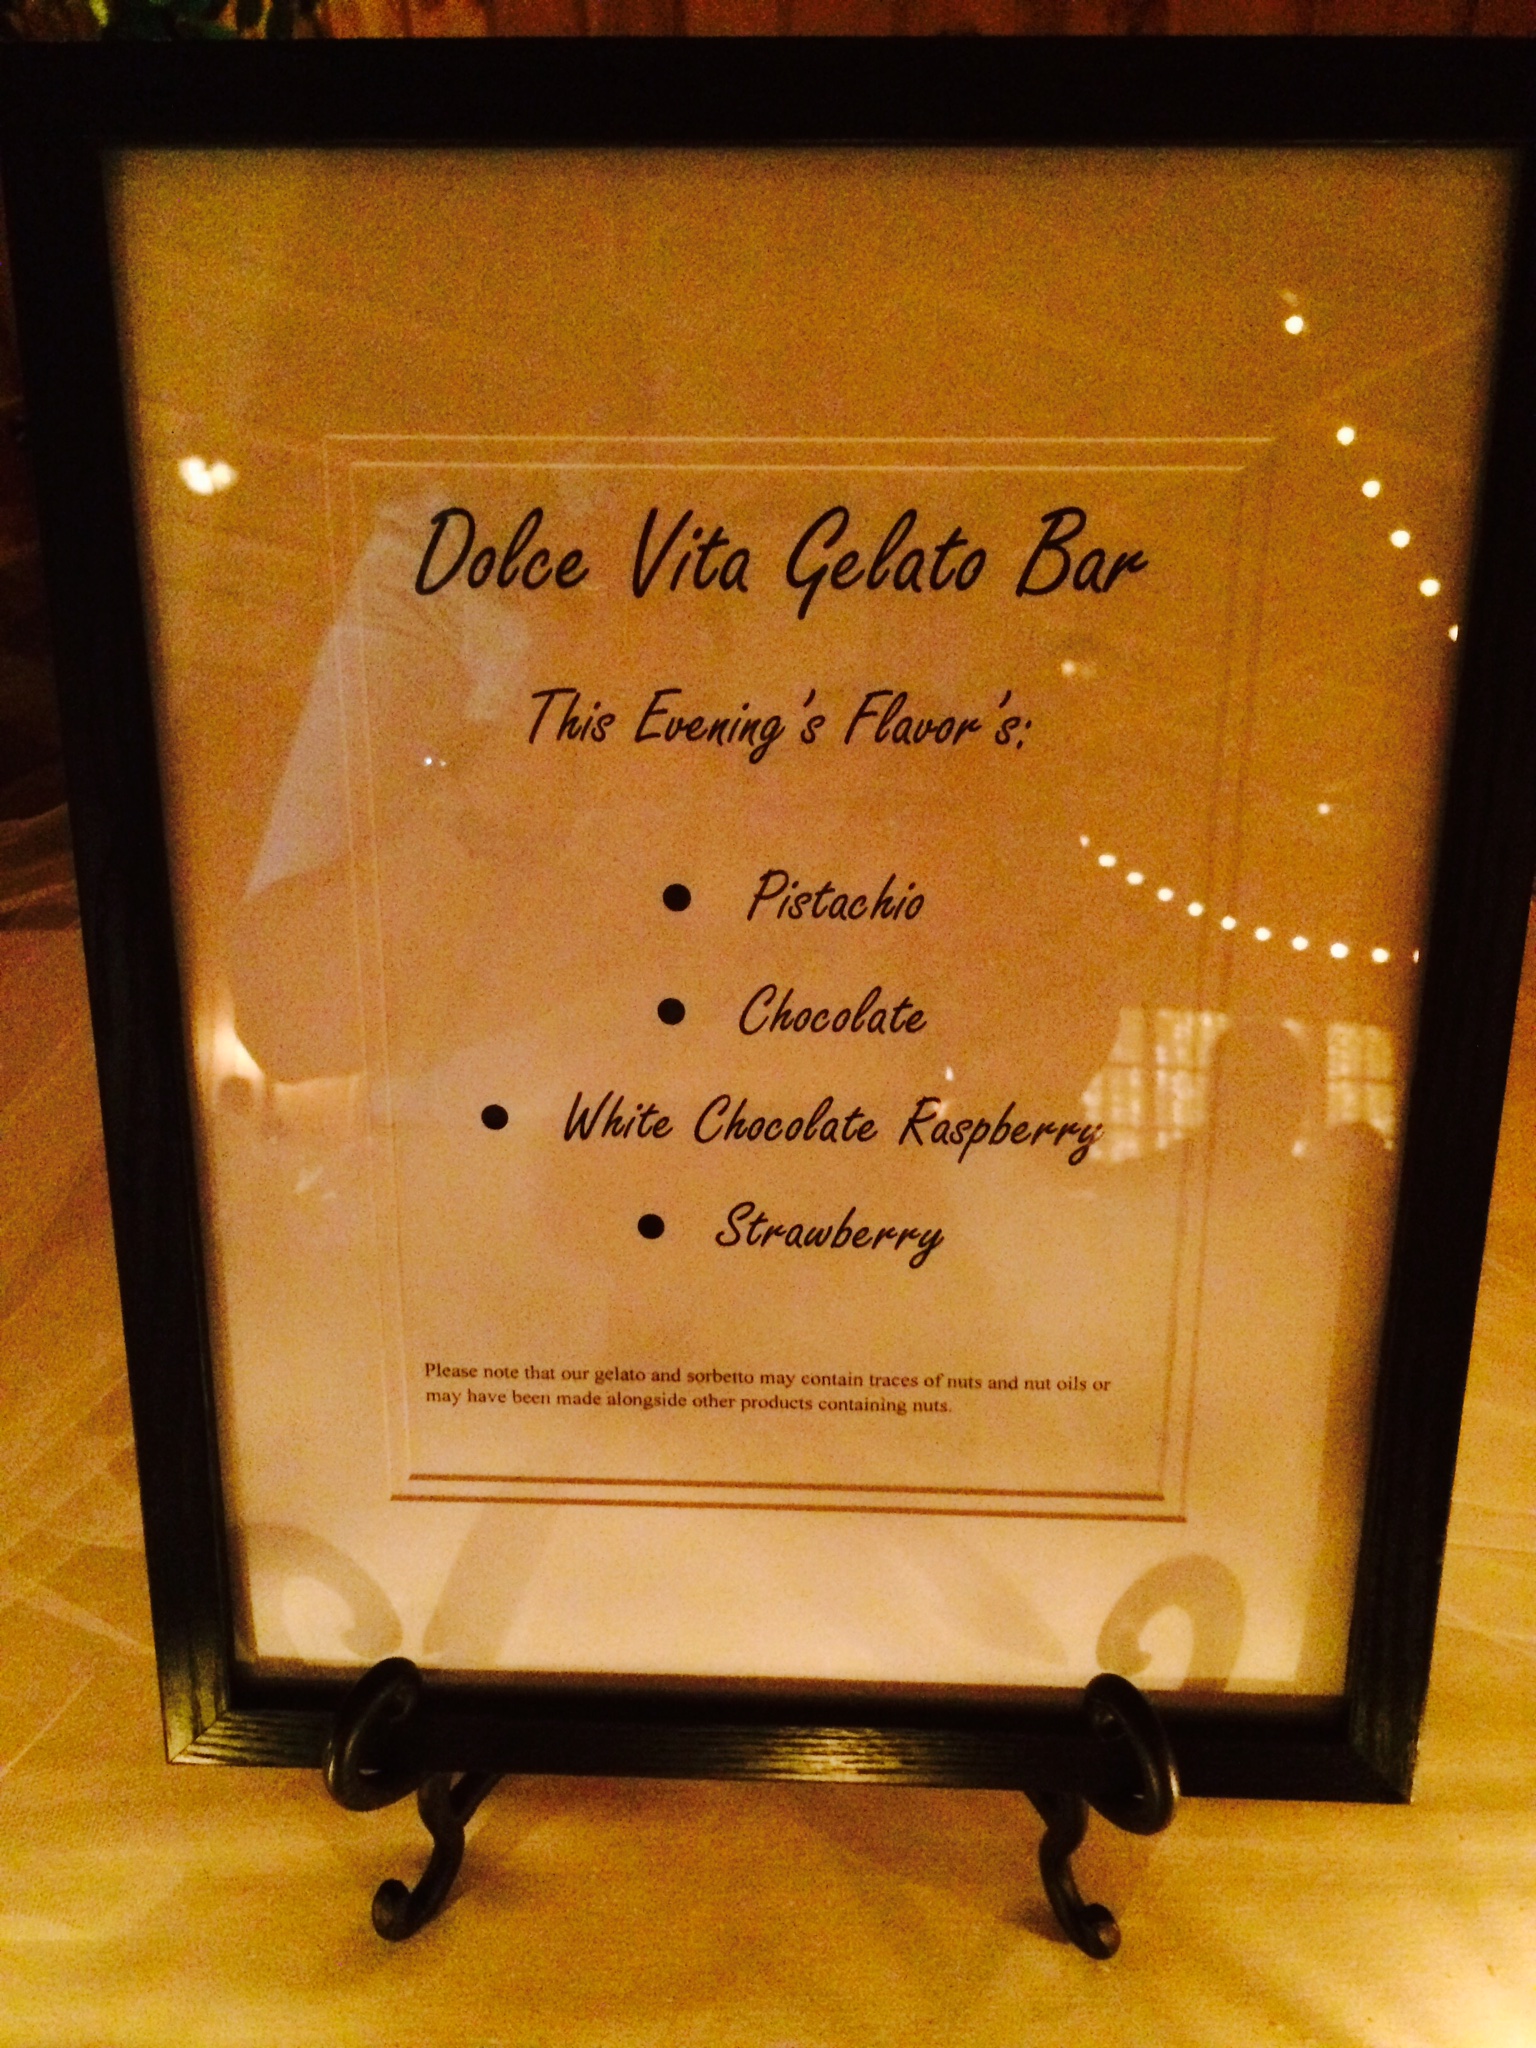 Dolce Vita Gelato Bar
This Evening's Flavor's:
● Pistachio
● Chocolate
● White Chocolate Raspberry
● Strawberry
Please note that our gelato and sorbetto may contain traces of nuts and nut oils or
may have been made alongside other products containing nuts.